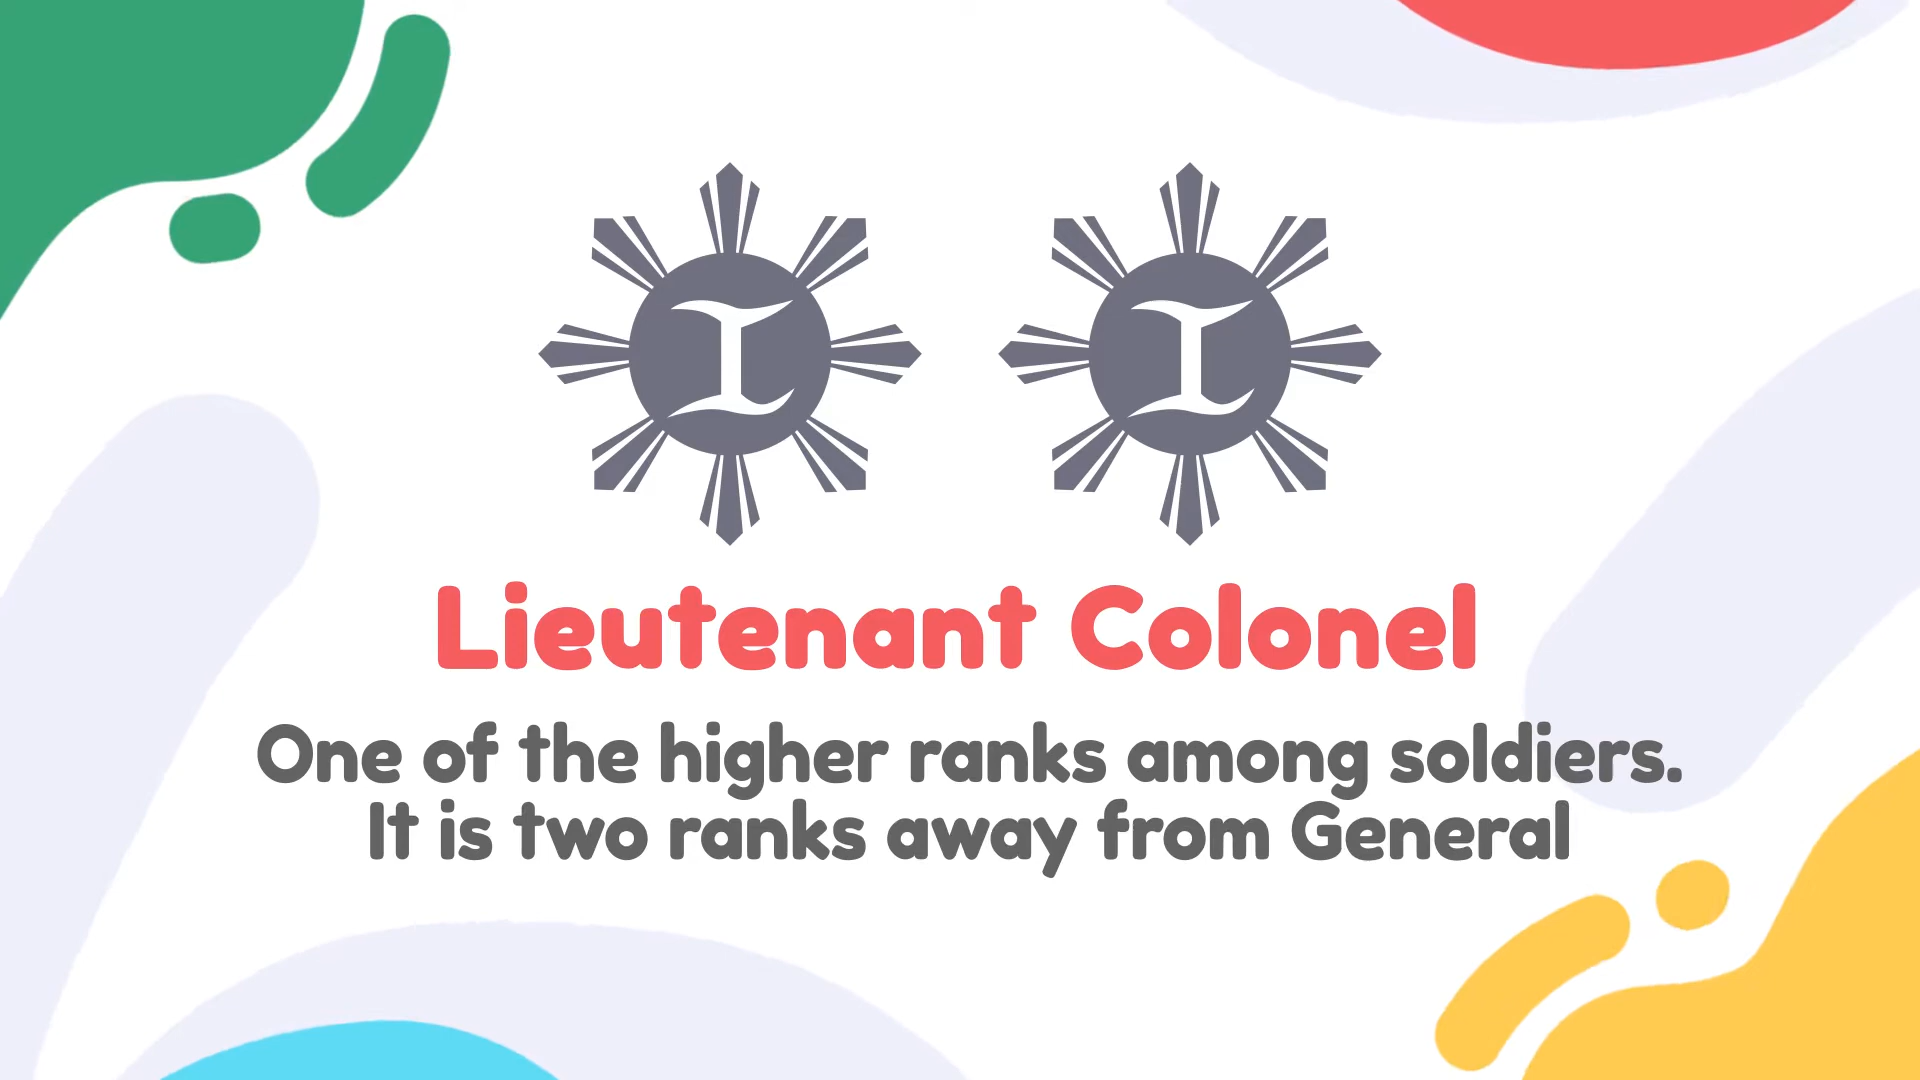 I I
Lieutenant Colonel
One of the higher ranks among soldiers.
It is two ranks away from General